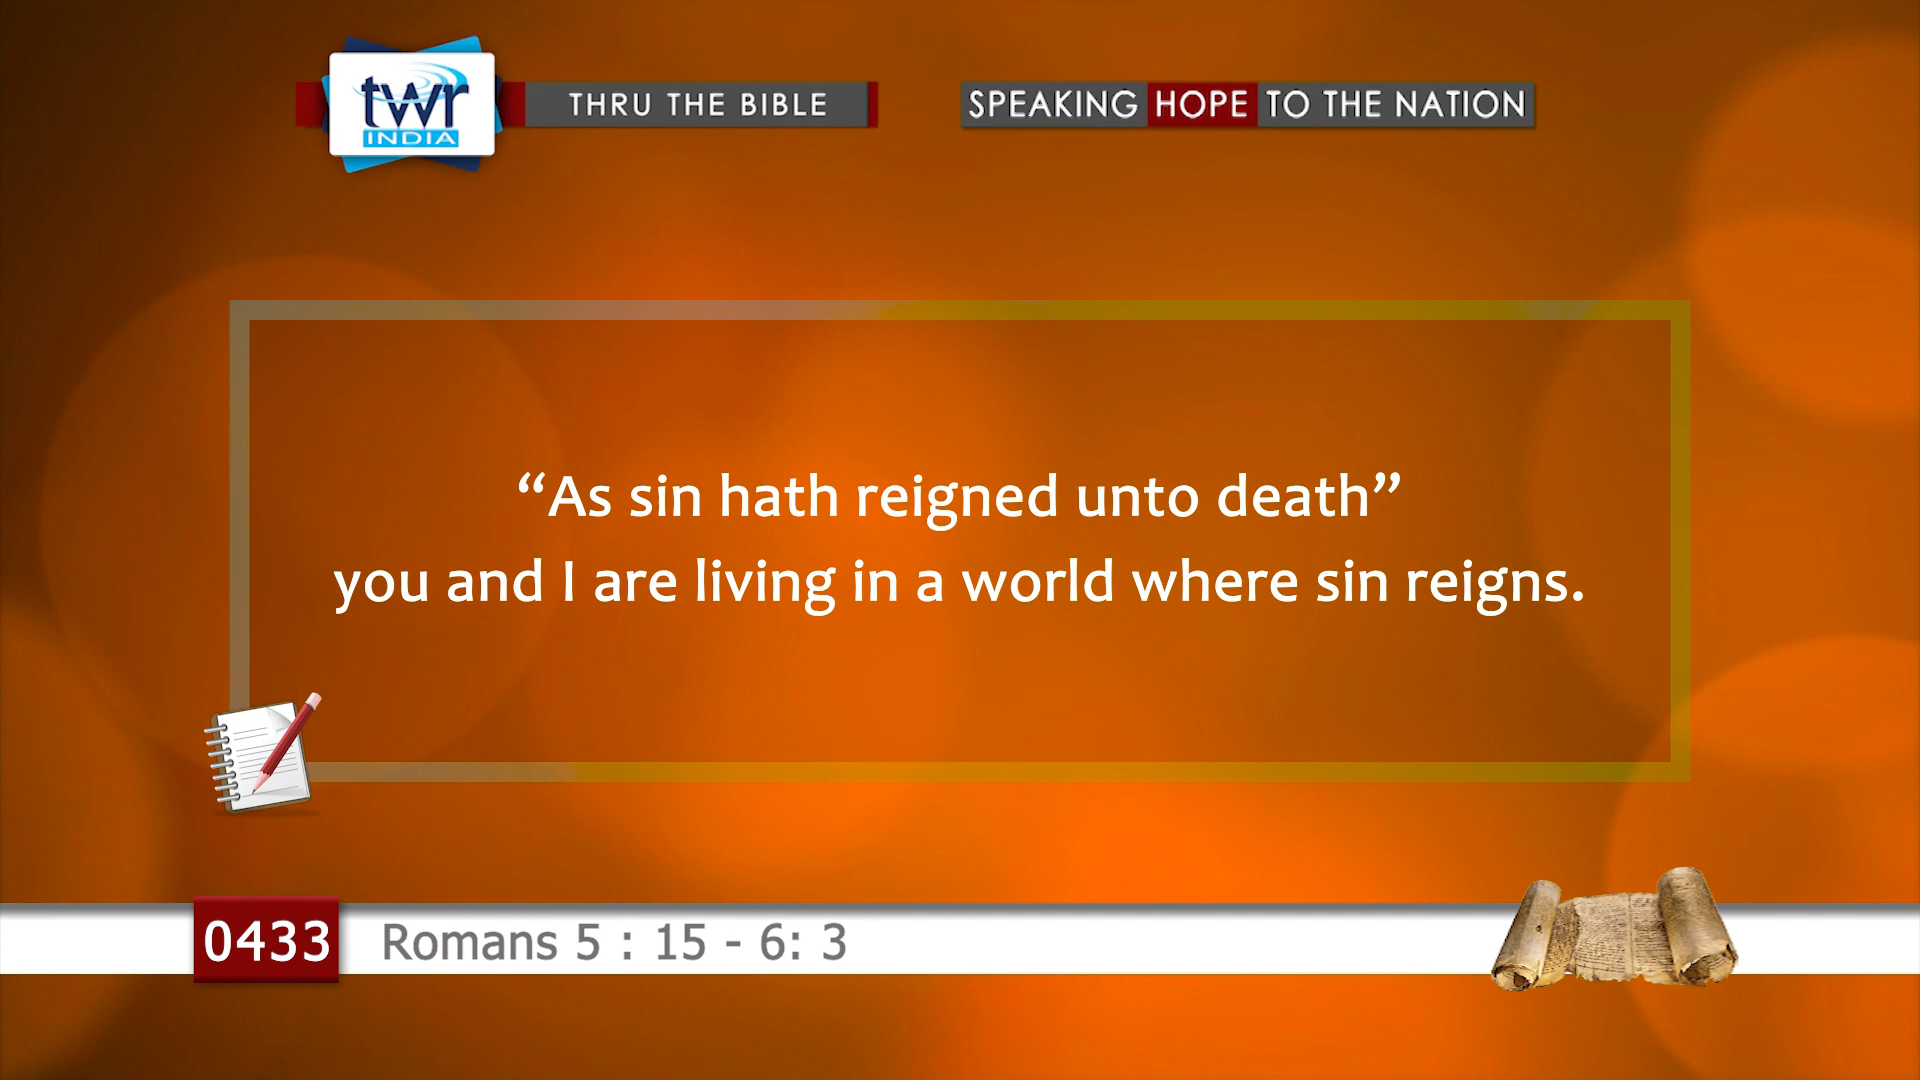 twr
INDIA
THRU THE BIBLE
SPEAKING HOPE TO THE NATION
“As sin hath reigned unto death”
you and I are living in a world where sin reigns.
0433
Romans 5 : 15 - 6: 3